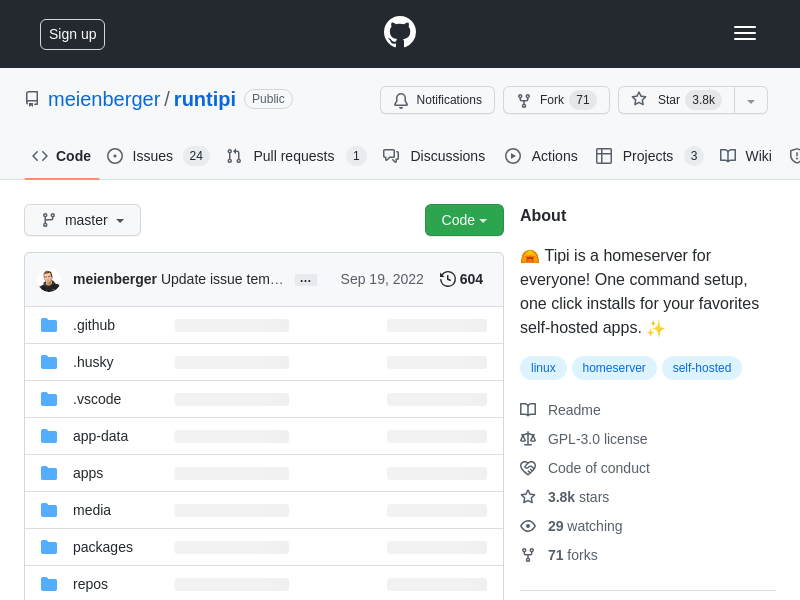 Sign up
meienberger / runtipi Public
Notifications Fork 71 Star 3.8k
Code Issues 24 Pull requests 1 Discussions Actions Projects 3 Wiki
master Code
meienberger Update issue tem… … Sep 19, 2022 604
.github
.husky
.vscode
app-data
apps
media
packages
repos
About
Tipi is a homeserver for
everyone! One command setup,
one click installs for your favorites
self-hosted apps. ✨
linux homeserver self-hosted
Readme
GPL-3.0 license
Code of conduct
3.8k stars
29 watching
71 forks